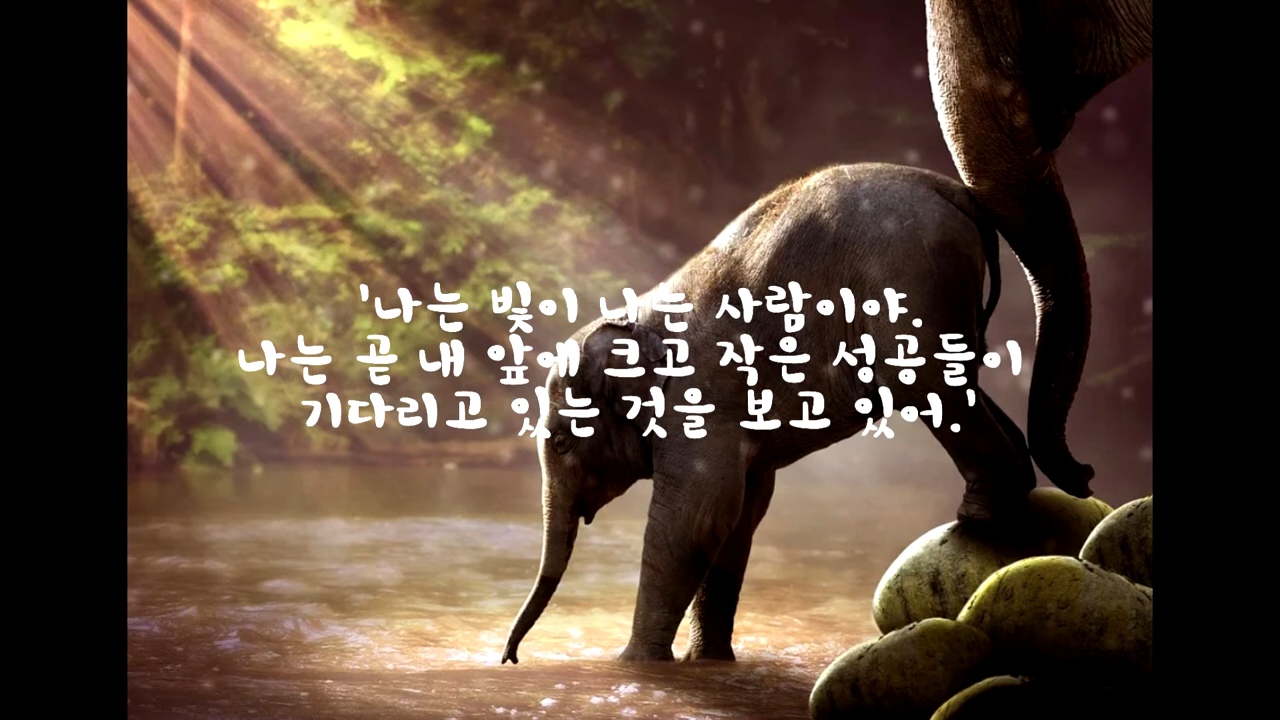 '나는 빛이 나는 사람이야.
나는 곧 내 앞에 크고 작은 성공들이
기다리고 있는 것을 보고 있어.'